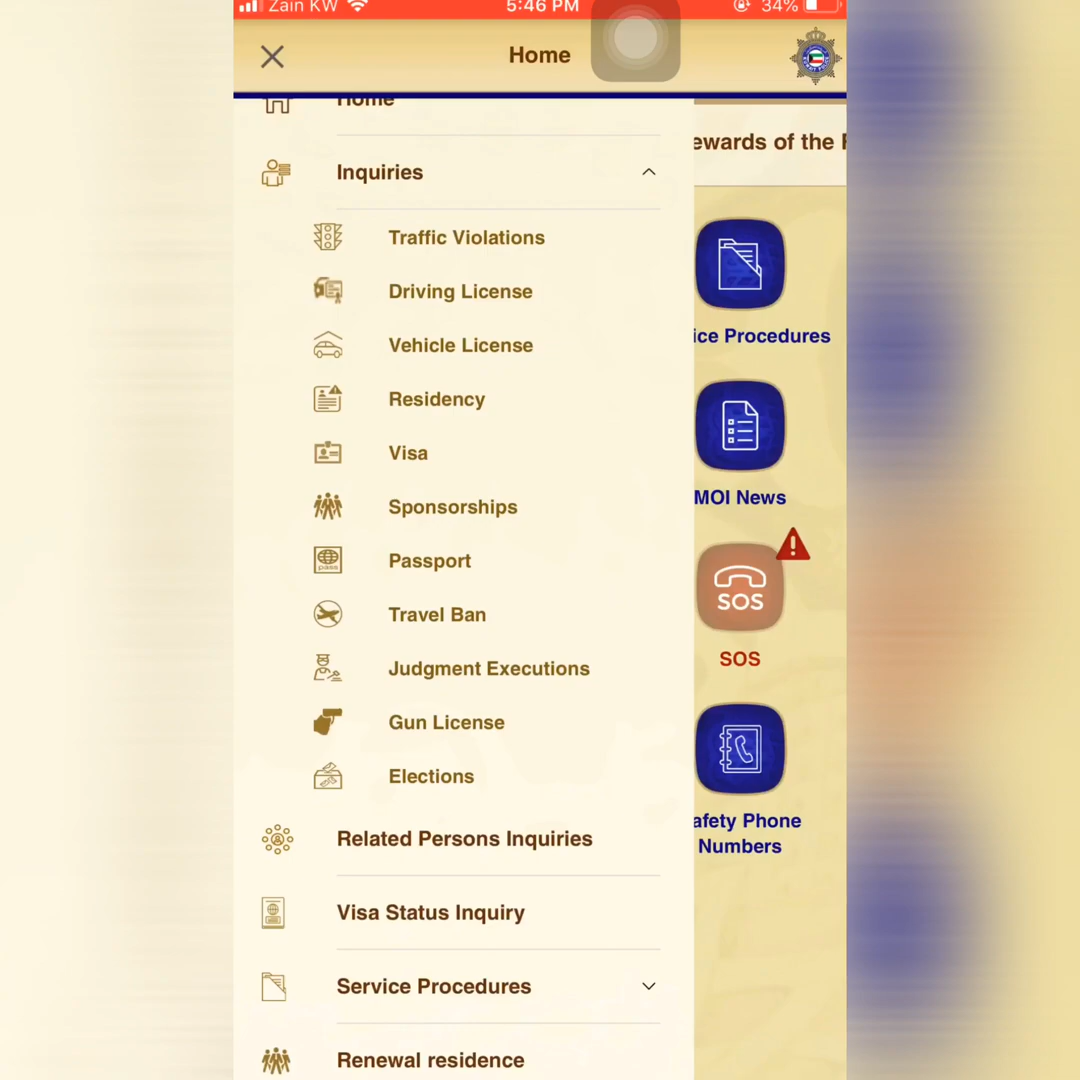 Zain KW
5:46 PM
34%
Home
Home
ewards of the
Inquiries
Traffic Violations
Driving License
Vehicle License
Residency
Visa
Sponsorships
Passport
pass
Travel Ban
Judgment Executions
Gun License
Elections
Related Persons Inquiries
Visa Status Inquiry
Service Procedures
Renewal residence
ice Procedures
MOI News
SOS
SOS
afety Phone
Numbers